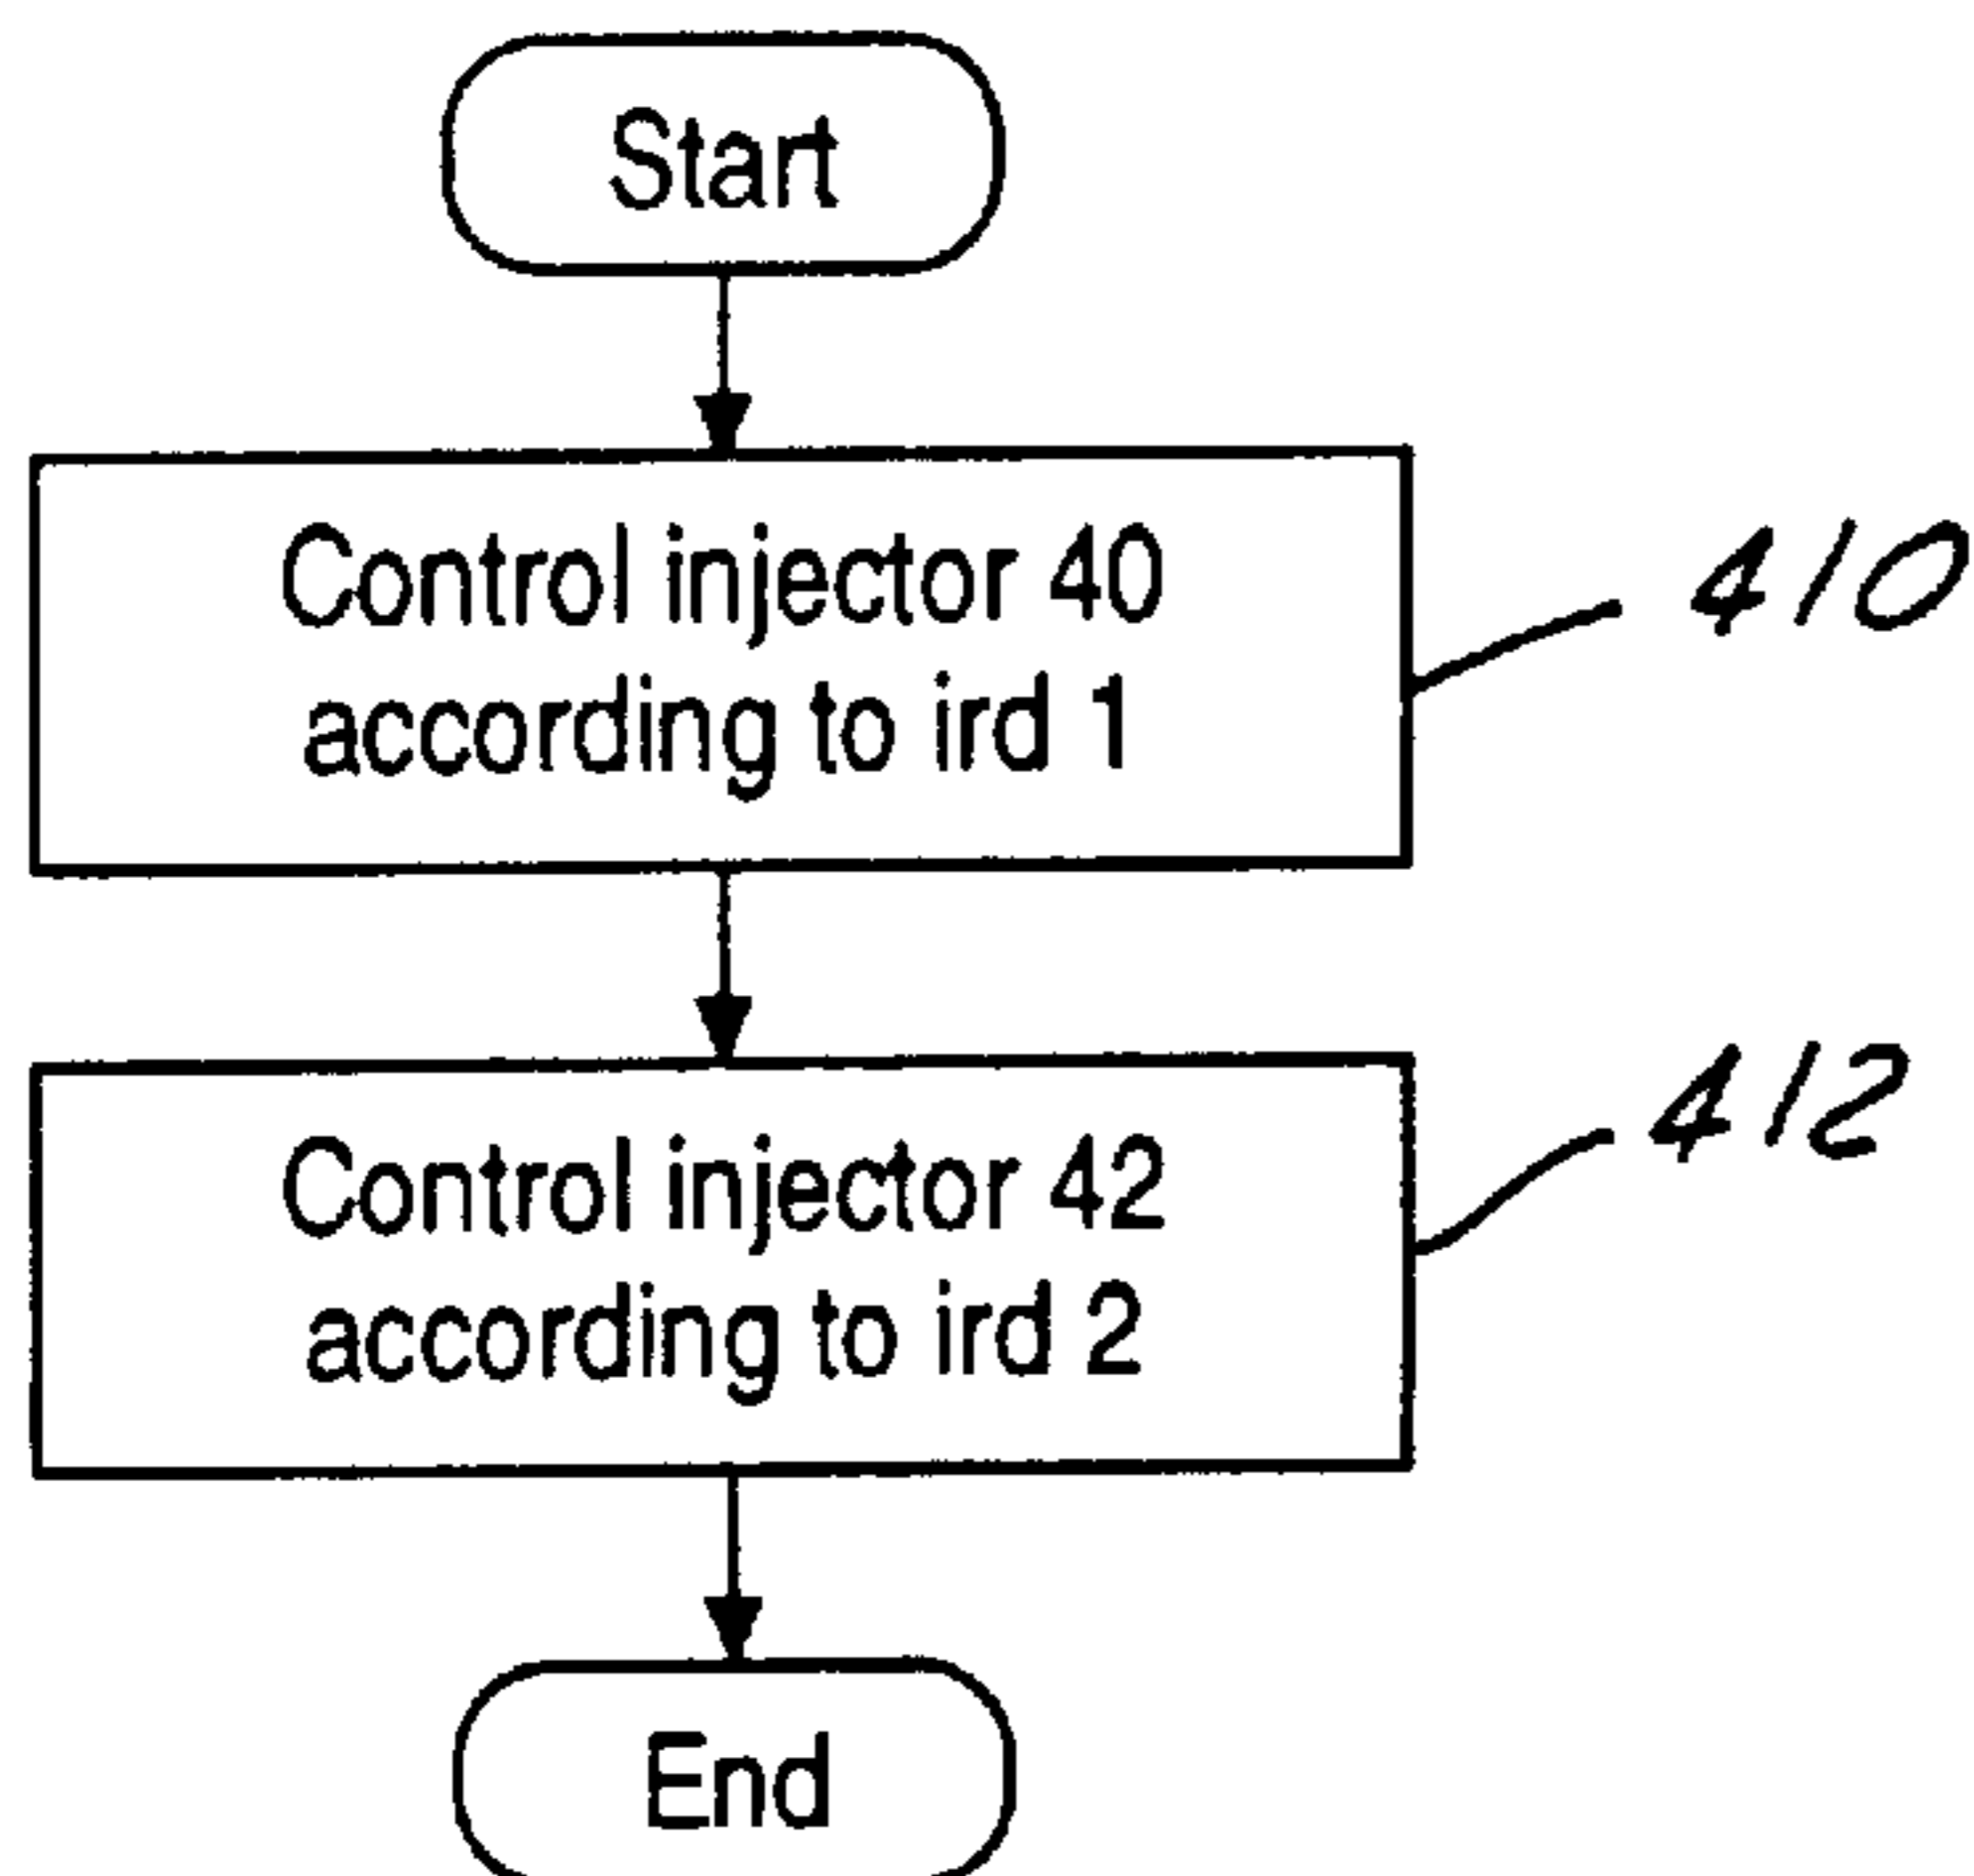 Start
Control injector 40
according to ird 1
410
Control injector 42
according to ird 2
412
End